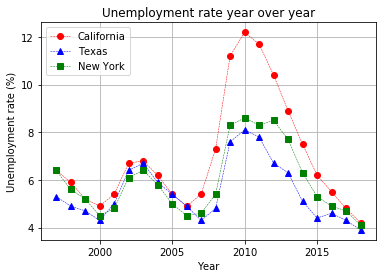 Unemployment rate year over year
California
Texas
New York
Unemployment rate (%)
12
10
8
6
4
2000
2005
2010
2015
Year